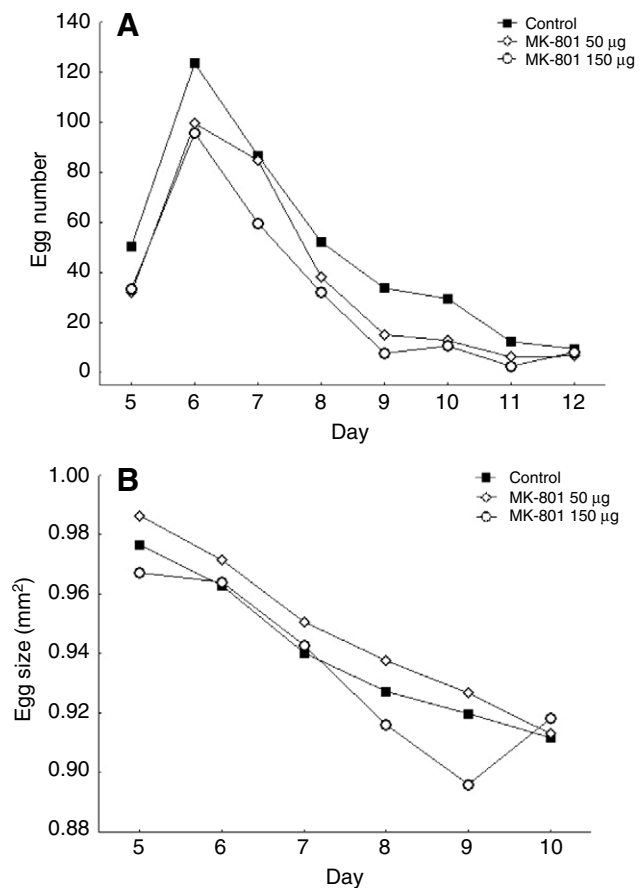 A
Control
MK-801 50 µg
MK-801 150 µg
140
120
100
80
60
40
20
0
Egg number
5 6 7 8 9 10 11 12
Day
B
Control
MK-801 50 µg
MK-801 150 µg
1.00
0.98
0.96
0.94
0.92
0.90
0.88
Egg size (mm²)
5 6 7 8 9 10
Day